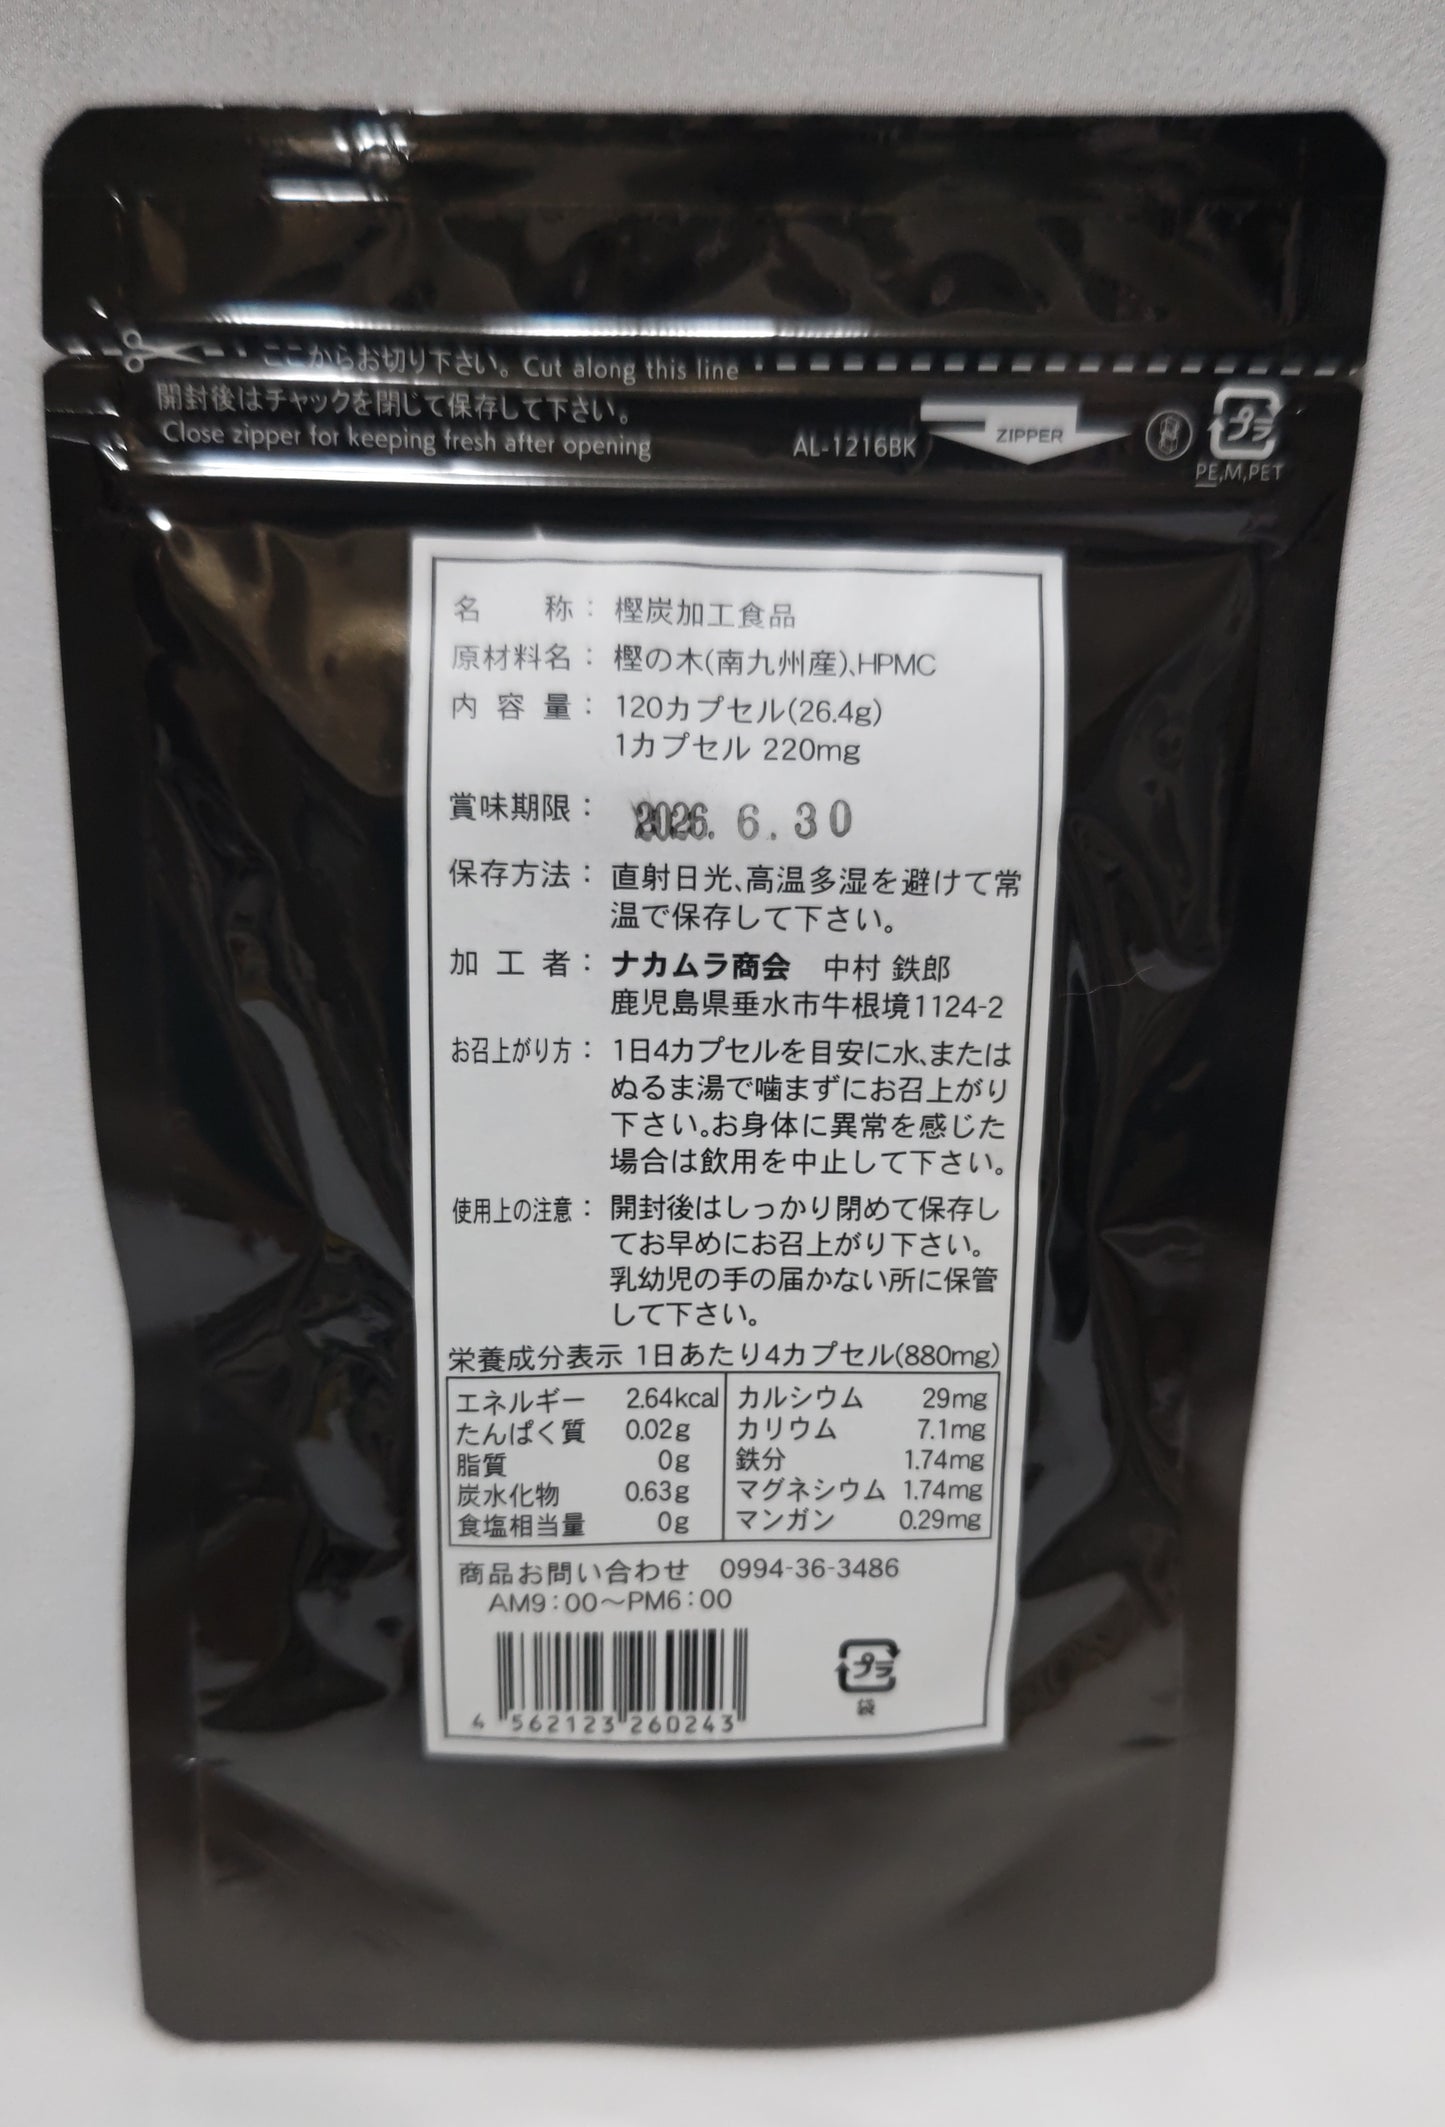 ここからお切り下さい。Cut along this line
開封後はチャックを閉じて保存して下さい。
Close zipper for keeping fresh after opening
AL-1216BK
ZIPPER
プラ
PE,M,PET
名 称： 樫炭加工食品
原材料名： 樫の木(南九州産)、HPMC
内 容 量： 120カプセル(26.4g)
1カプセル 220mg
賞味期限： 2026. 6. 30
保存方法： 直射日光、高温多湿を避けて常
温で保存して下さい。
加 工 者： ナカムラ商会 中村 鉄郎
鹿児島県垂水市牛根境1124-2
お召上がり方： 1日4カプセルを目安に水、または
ぬるま湯で噛まずにお召上がり
下さい。お身体に異常を感じた
場合は飲用を中止して下さい。
使用上の注意： 開封後はしっかり閉めて保存し
てお早めにお召上がり下さい。
乳幼児の手の届かない所に保管
して下さい。
栄養成分表示 1日あたり4カプセル(880mg)
エネルギー 2.64kcal カルシウム 29mg
たんぱく質 0.02g カリウム 7.1mg
脂質 0g 鉄分 1.74mg
炭水化物 0.63g マグネシウム 1.74mg
食塩相当量 0g マンガン 0.29mg
商品お問い合わせ 0994-36-3486
AM9：00～PM6：00
4 562123 260243
プラ
袋